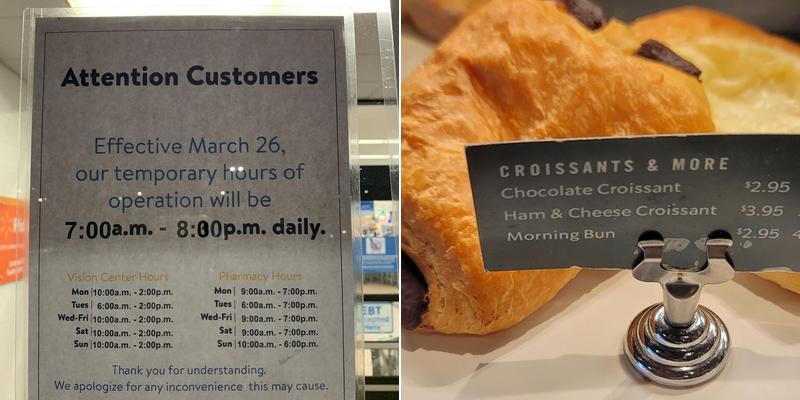 Attention Customers
Effective March 26,
our temporary hours of
operation will be
7:00a.m. - 8:00p.m. daily.
Vision Center Hours
Mon 10:00a.m. - 2:00p.m.
Tues 6:00a.m. - 2:00p.m.
Wed-Fri 10:00a.m. - 2:00p.m.
Sat 10:00a.m. - 2:00p.m.
Sun 10:00a.m. - 2:00p.m.
Pharmacy Hours
Mon 9:00a.m. - 7:00p.m.
Tues 6:00a.m. - 7:00p.m.
Wed-Fri 9:00a.m. - 7:00p.m.
Sat 9:00a.m. - 7:00p.m.
Sun 10:00a.m. - 6:00p.m.
Thank you for understanding.
We apologize for any inconvenience this may cause.
EBT
Here
CROISSANTS & MORE
Chocolate Croissant $2.95
Ham & Cheese Croissant $3.95
Morning Bun $2.95 4